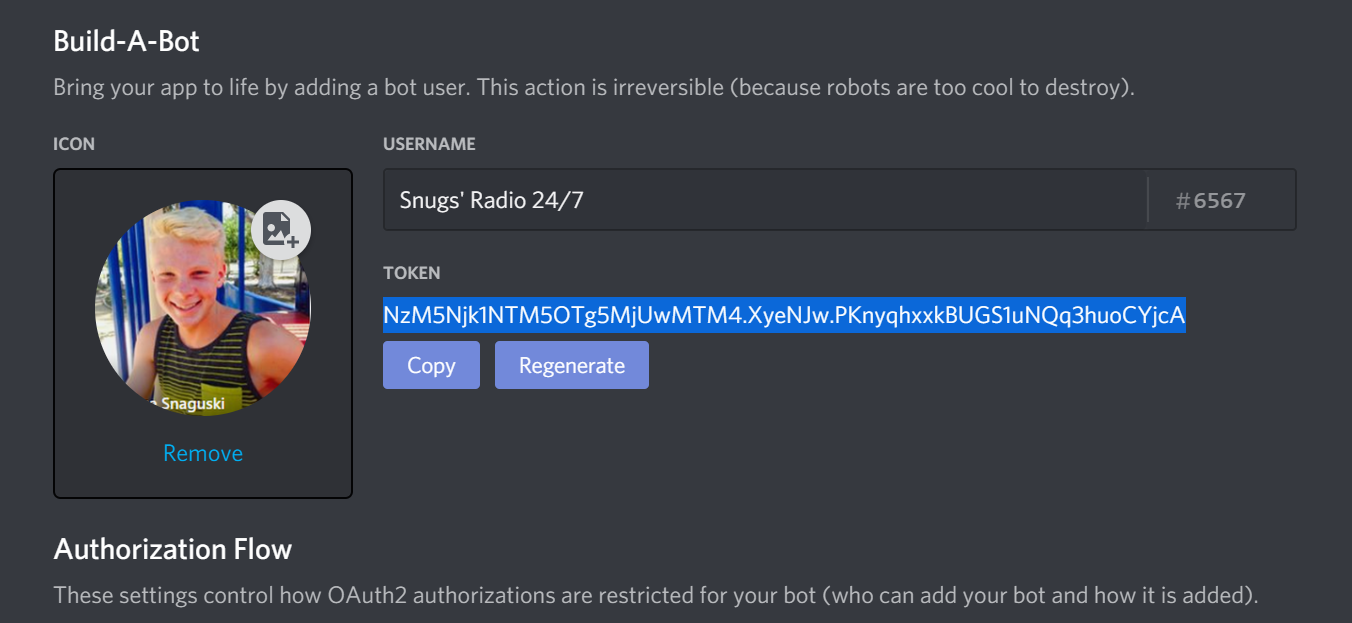 Build-A-Bot
Bring your app to life by adding a bot user. This action is irreversible (because robots are too cool to destroy).
ICON
USERNAME
Snugs' Radio 24/7
#6567
TOKEN
NzM5Njk1NTM5OTg5MjUwMTM4.XyeNJw.PKnyqhxxkBUGS1uNQq3huoCYjcA
Copy
Regenerate
Snaguski
Remove
Authorization Flow
These settings control how OAuth2 authorizations are restricted for your bot (who can add your bot and how it is added).